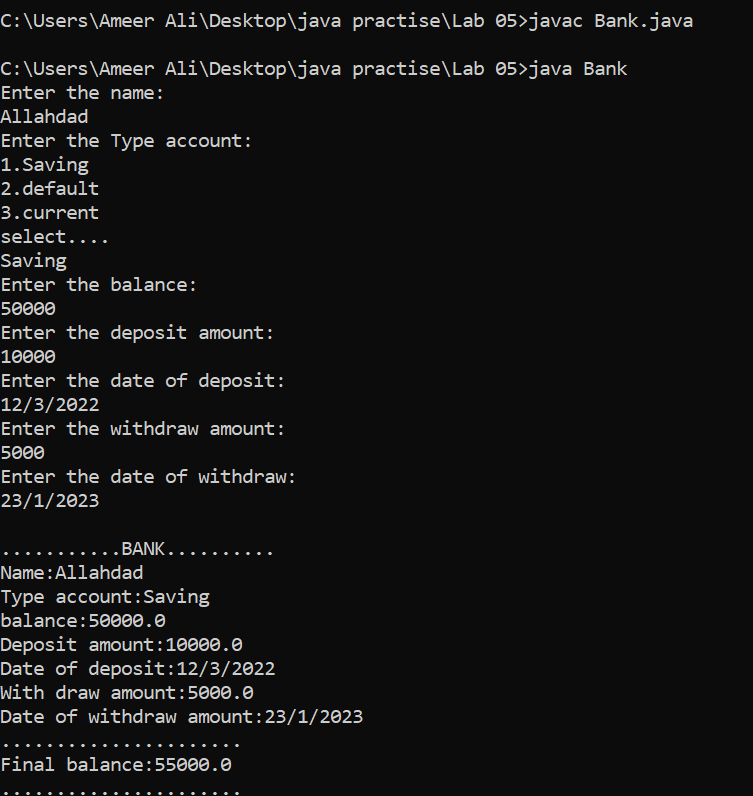 C:\Users\Ameer Ali\Desktop\java practise\Lab 05>javac Bank.java
C:\Users\Ameer Ali\Desktop\java practise\Lab 05>java Bank
Enter the name:
Allahdad
Enter the Type account:
1.Saving
2.default
3.current
select....
Saving
Enter the balance:
50000
Enter the deposit amount:
10000
Enter the date of deposit:
12/3/2022
Enter the withdraw amount:
5000
Enter the date of withdraw:
23/1/2023
...........BANK..........
Name:Allahdad
Type account:Saving
balance:50000.0
Deposit amount:10000.0
Date of deposit:12/3/2022
With draw amount:5000.0
Date of withdraw amount:23/1/2023
......................
Final balance:55000.0
......................